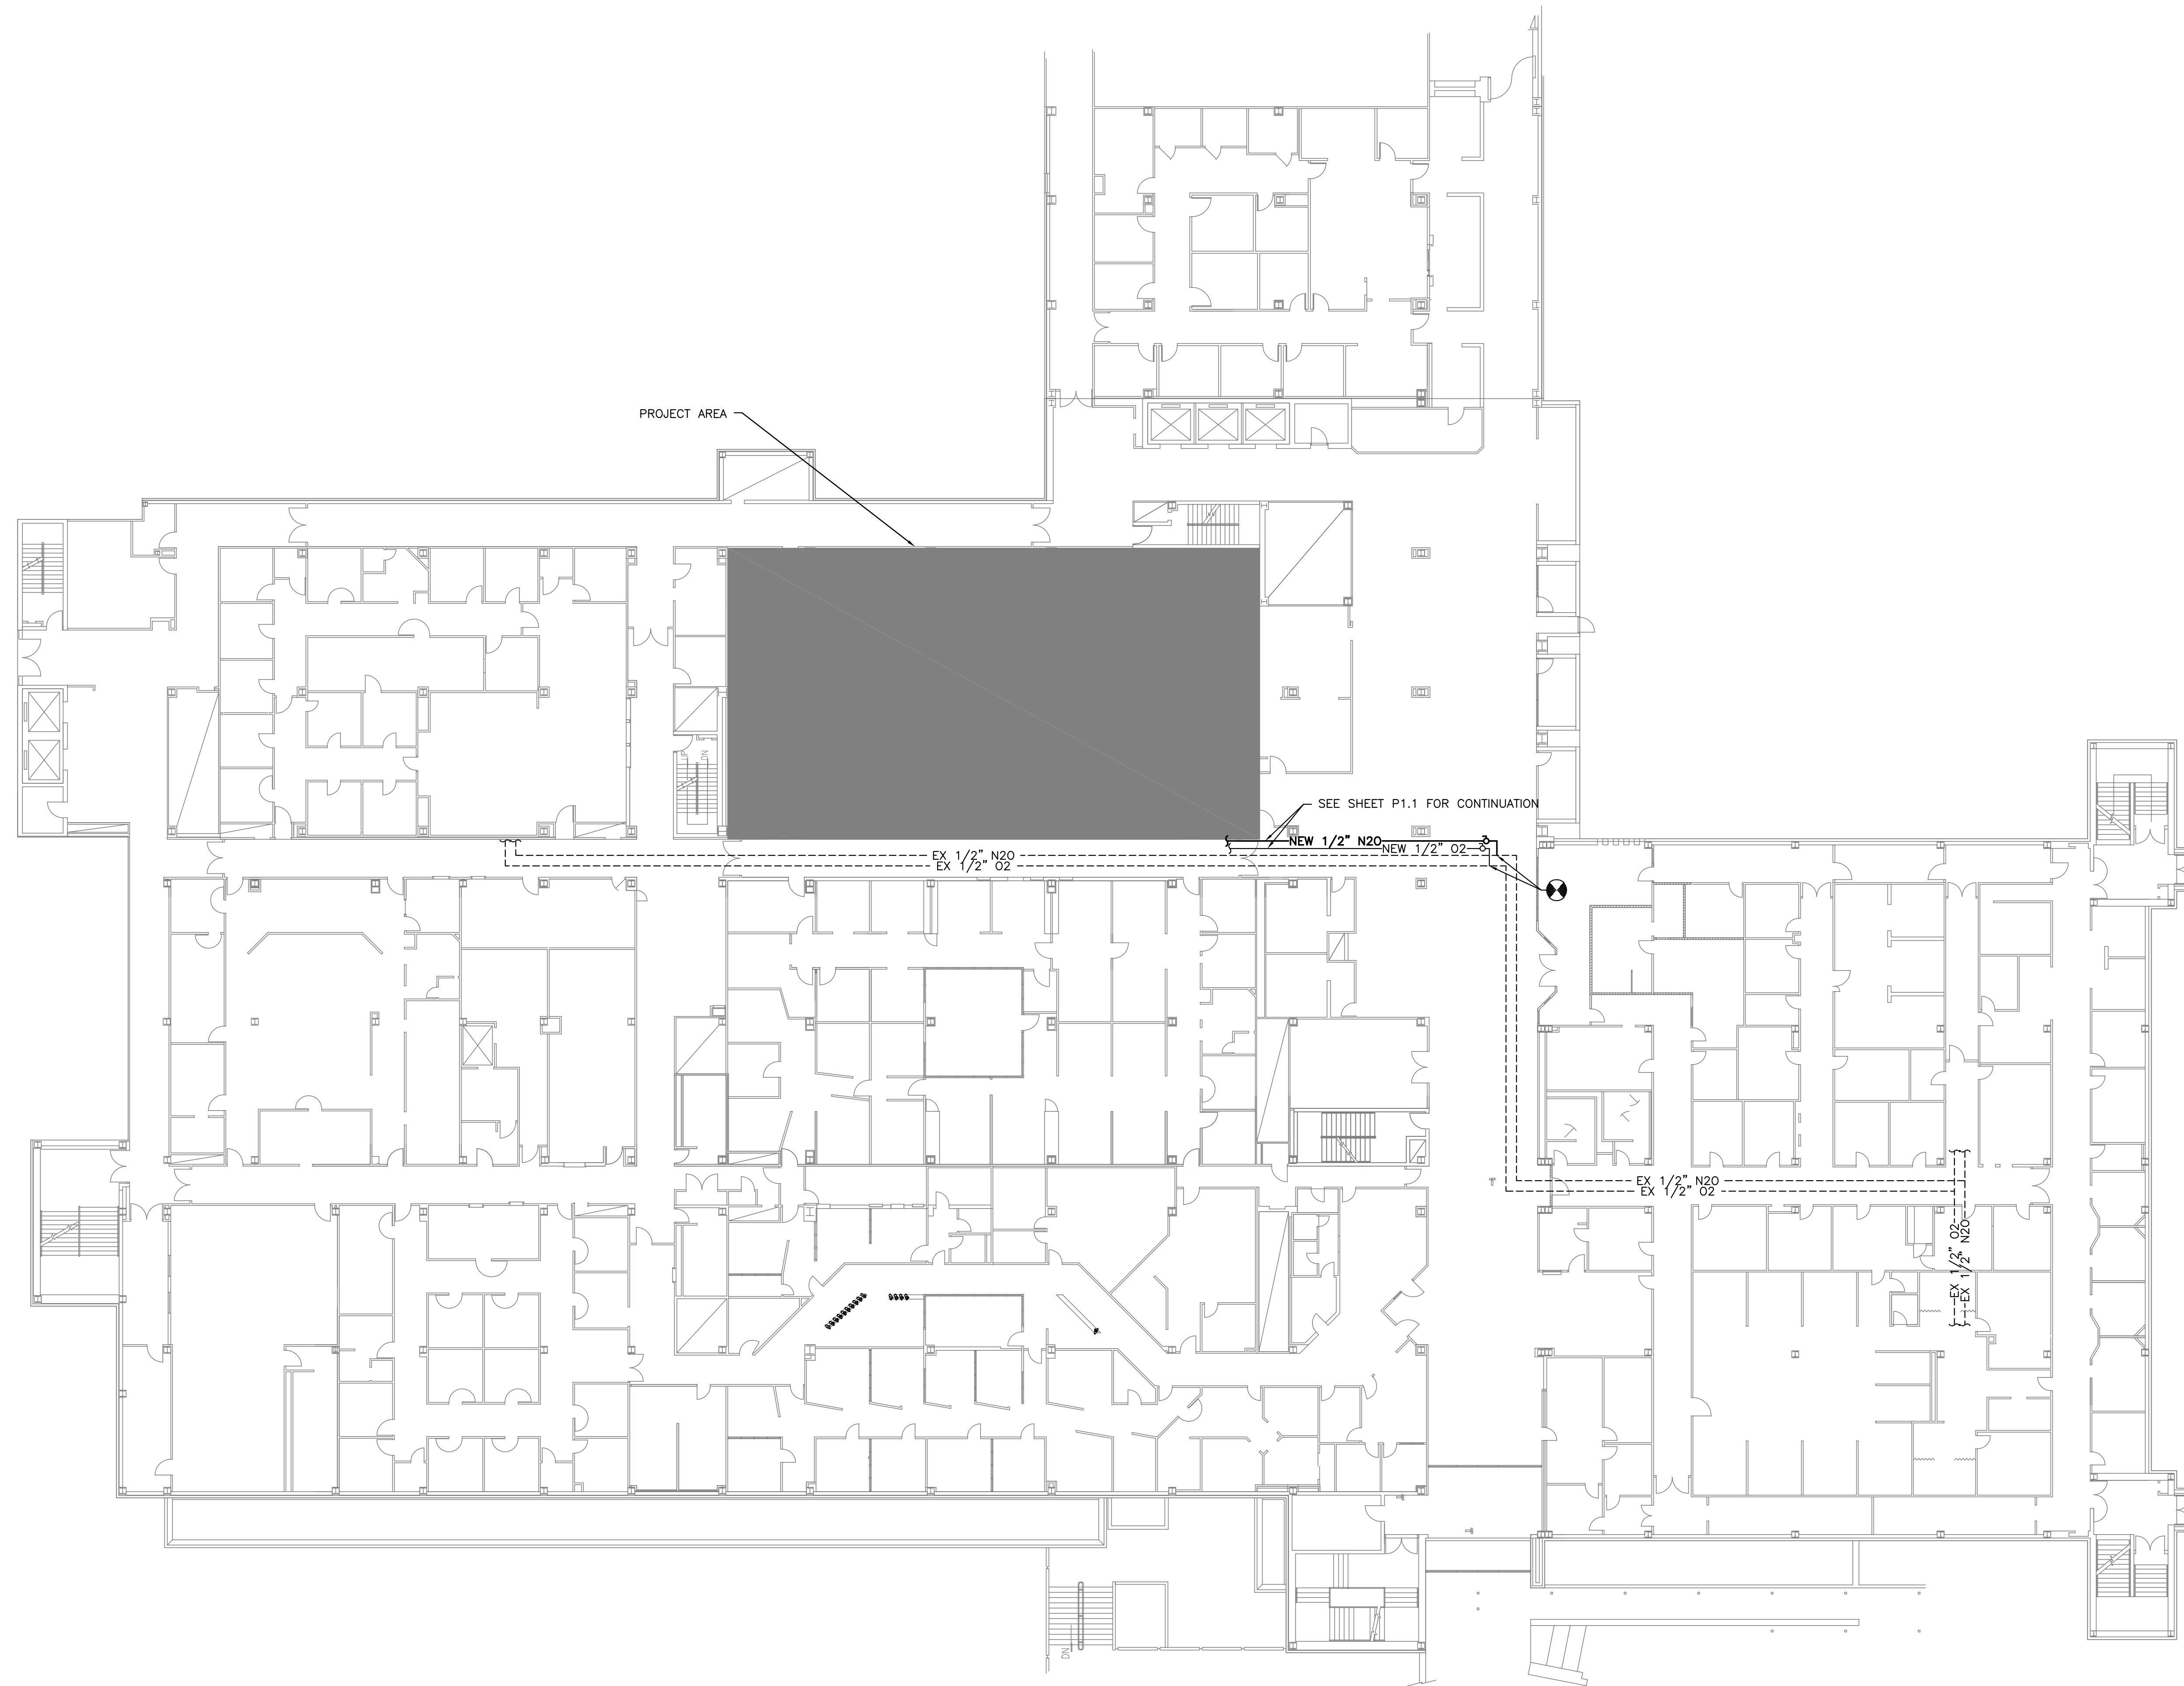 PROJECT AREA
DN
SEE SHEET P1.1 FOR CONTINUATION
NEW 1/2" N2O
NEW 1/2" O2
EX 1/2" N2O
EX 1/2" O2
EX 1/2" N2O
EX 1/2" O2
EX 1/2" O2
EX 1/2" N2O
DN